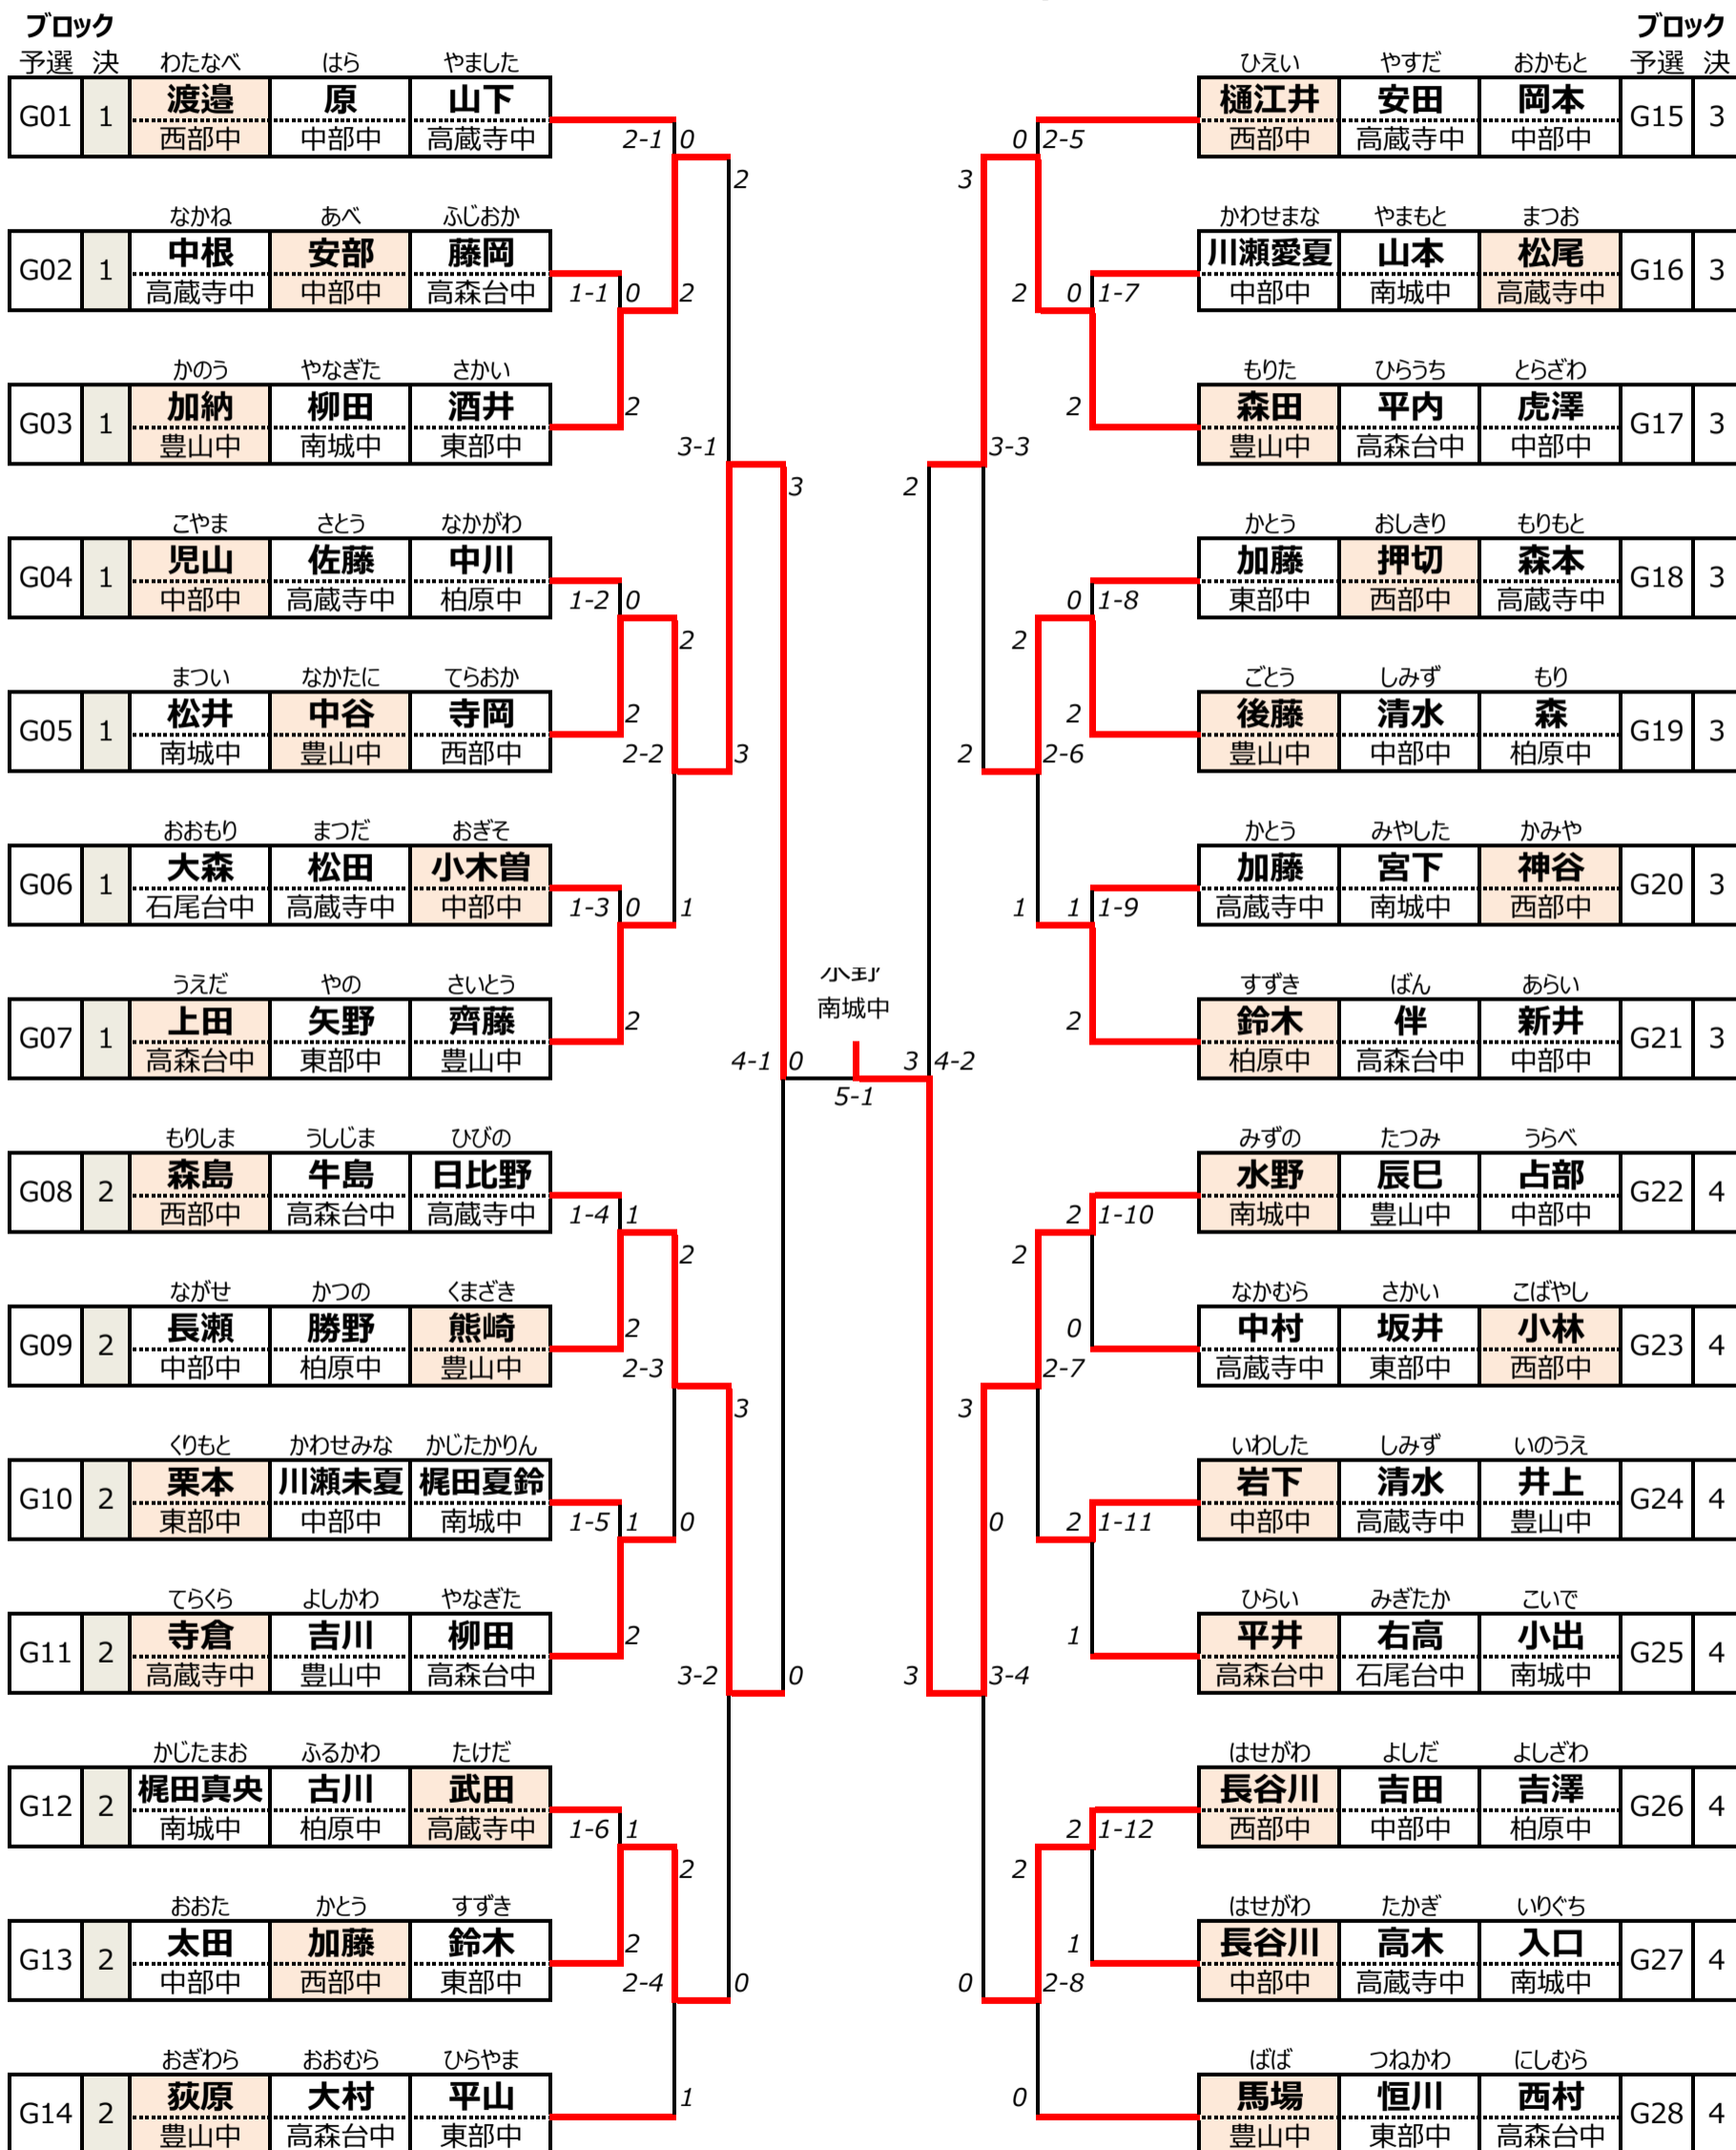 ブロック
予選 決 わたなべ はら やました
G01 1 渡邉 原 山下
西部中 中部中 高蔵寺中
2-1 0
2
なかね あべ ふじおか
G02 1 中根 安部 藤岡
高蔵寺中 中部中 高森台中
1-1 0 2
かのう やなぎた さかい
G03 1 加納 柳田 酒井
豊山中 南城中 東部中
2
3-1
3
こやま さとう なかがわ
G04 1 児山 佐藤 中川
中部中 高蔵寺中 柏原中
1-2 0
2
まつい なかたに てらおか
G05 1 松井 中谷 寺岡
南城中 豊山中 西部中
2
2-2 3
おおもり まつだ おぎそ
G06 1 大森 松田 小木曽
石尾台中 高蔵寺中 中部中
1-3 0 1
うえだ やの さいとう
G07 1 上田 矢野 齊藤
高森台中 東部中 豊山中
2
4-1 0
もりしま うしじま ひびの
G08 2 森島 牛島 日比野
西部中 高森台中 高蔵寺中
1-4 1
2
ながせ かつの くまざき
G09 2 長瀬 勝野 熊崎
中部中 柏原中 豊山中
2
2-3
3
くりもと かわせみな かじたかりん
G10 2 栗本 川瀬未夏 梶田夏鈴
東部中 中部中 南城中
1-5 1 0
てらくら よしかわ やなぎた
G11 2 寺倉 吉川 柳田
高蔵寺中 豊山中 高森台中
2
3-2 0
かじたまお ふるかわ たけだ
G12 2 梶田真央 古川 武田
南城中 柏原中 高蔵寺中
1-6 1
2
おおた かとう すずき
G13 2 太田 加藤 鈴木
中部中 西部中 東部中
2
2-4 0
おぎわら おおむら ひらやま
G14 2 荻原 大村 平山
豊山中 高森台中 東部中
1
水野
南城中
5-1
ブロック
ひえい やすだ おかもと 予選 決
樋江井 安田 岡本 G15 3
西部中 高蔵寺中 中部中
0 2-5
3
かわせまな やまもと まつお
川瀬愛夏 山本 松尾 G16 3
中部中 南城中 高蔵寺中
2 0 1-7
もりた ひらうち とらざわ
森田 平内 虎澤 G17 3
豊山中 高森台中 中部中
2
3-3
2
かとう おしきり もりもと
加藤 押切 森本 G18 3
東部中 西部中 高蔵寺中
0 1-8
2
ごとう しみず もり
後藤 清水 森 G19 3
豊山中 中部中 柏原中
2
2 2-6
かとう みやした かみや
加藤 宮下 神谷 G20 3
高蔵寺中 南城中 西部中
1 1 1-9
すずき ばん あらい
鈴木 伴 新井 G21 3
柏原中 高森台中 中部中
2
3 4-2
みずの たつみ うらべ
水野 辰巳 占部 G22 4
南城中 豊山中 中部中
2 1-10
2
なかむら さかい こばやし
中村 坂井 小林 G23 4
高蔵寺中 東部中 西部中
0
2-7
3
いわした しみず いのうえ
岩下 清水 井上 G24 4
中部中 高蔵寺中 豊山中
0 2 1-11
ひらい みぎたか こいで
平井 右高 小出 G25 4
高森台中 石尾台中 南城中
1
3 3-4
はせがわ よしだ よしざわ
長谷川 吉田 吉澤 G26 4
西部中 中部中 柏原中
2 1-12
2
はせがわ たかぎ いりぐち
長谷川 高木 入口 G27 4
中部中 高蔵寺中 南城中
1
0 2-8
ばば つねかわ にしむら
馬場 恒川 西村 G28 4
豊山中 東部中 高森台中
0